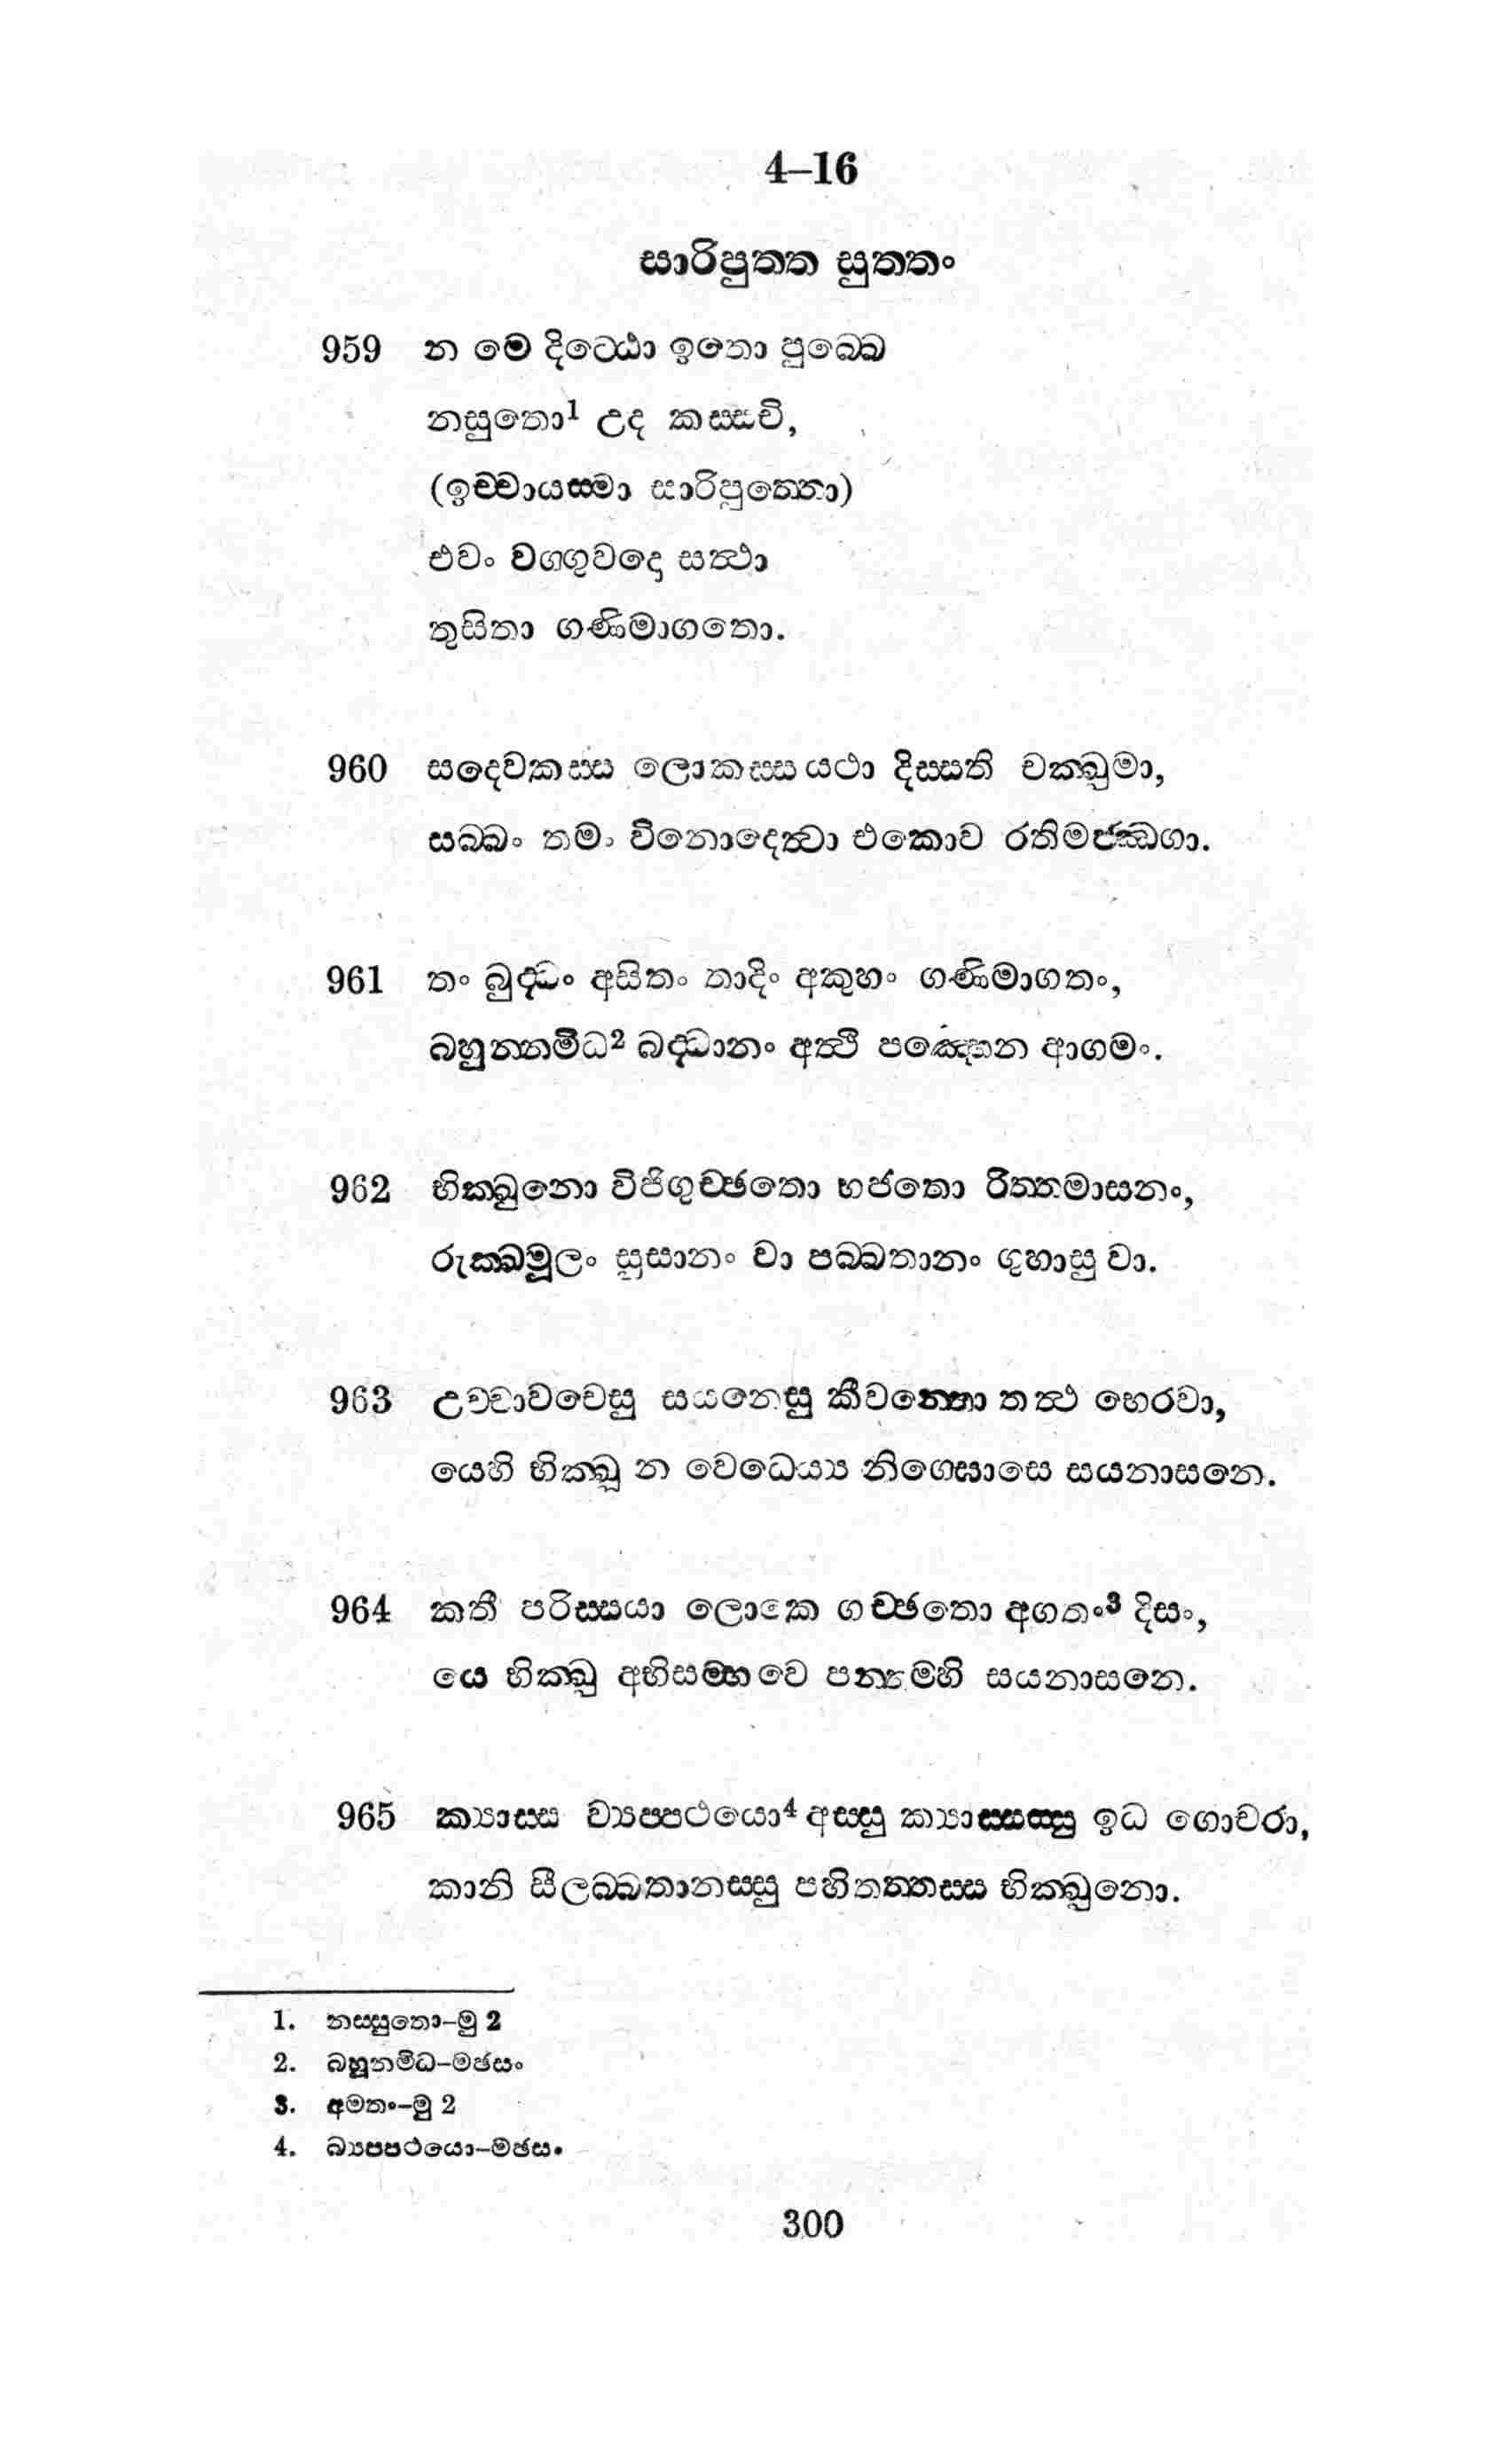 4–16
සාරිපුත්ත සුත්තං
959 න මෙ දිට්ඨො ඉතො පුබ්බෙ
නසුතො1 උද කස්සචි,
(ඉච්චායස්මා සාරිපුත්තො)
එවං වග්ගුවදො සත්ථා
තුසිතා ගණිමාගතො.
960 සදෙවකස්ස ලොකස්ස යථා දිස්සති චක්ඛුමා,
සබ්බං තමං විනොදෙත්වා එකොව රතිමජ්ඣගා.
961 තං බුද්ධං අසිතං තාදිං අකුහං ගණිමාගතං,
බහුන්නමිධ2 බද්ධානං අත්ථි පඤ්හෙන ආගමං.
962 භික්ඛුනො විජිගුච්ඡතො භජතො රිත්තමාසනං,
රුක්ඛමූලං සුසානං වා පබ්බතානං ගුහාසු වා.
963 උච්චාවචෙසු සයනෙසු කීවන්තො තත්ථ භෙරවා,
යෙහි භික්ඛු න වෙධෙය්‍ය නිග්ඝොසෙ සයනාසනෙ.
964 කතී පරිස්සයා ලොකෙ ගච්ඡතො අගතං3 දිසං,
යෙ භික්ඛු අභිසම්භවෙ පන්තම්හි සයනාසනෙ.
965 ක්‍යාස්ස ව්‍යප්පථයො4 අස්සු ක්‍යාස්සස්සු ඉධ ගොචරා,
කානි සීලබ්බතානස්සු පහිතත්තස්ස භික්ඛුනො.
1. නස්සුතො–මු 2
2. බහූනමිධ–මඡසං
3. අමතං–මු 2
4. බ්‍යප්පථයො–මඡසං
300